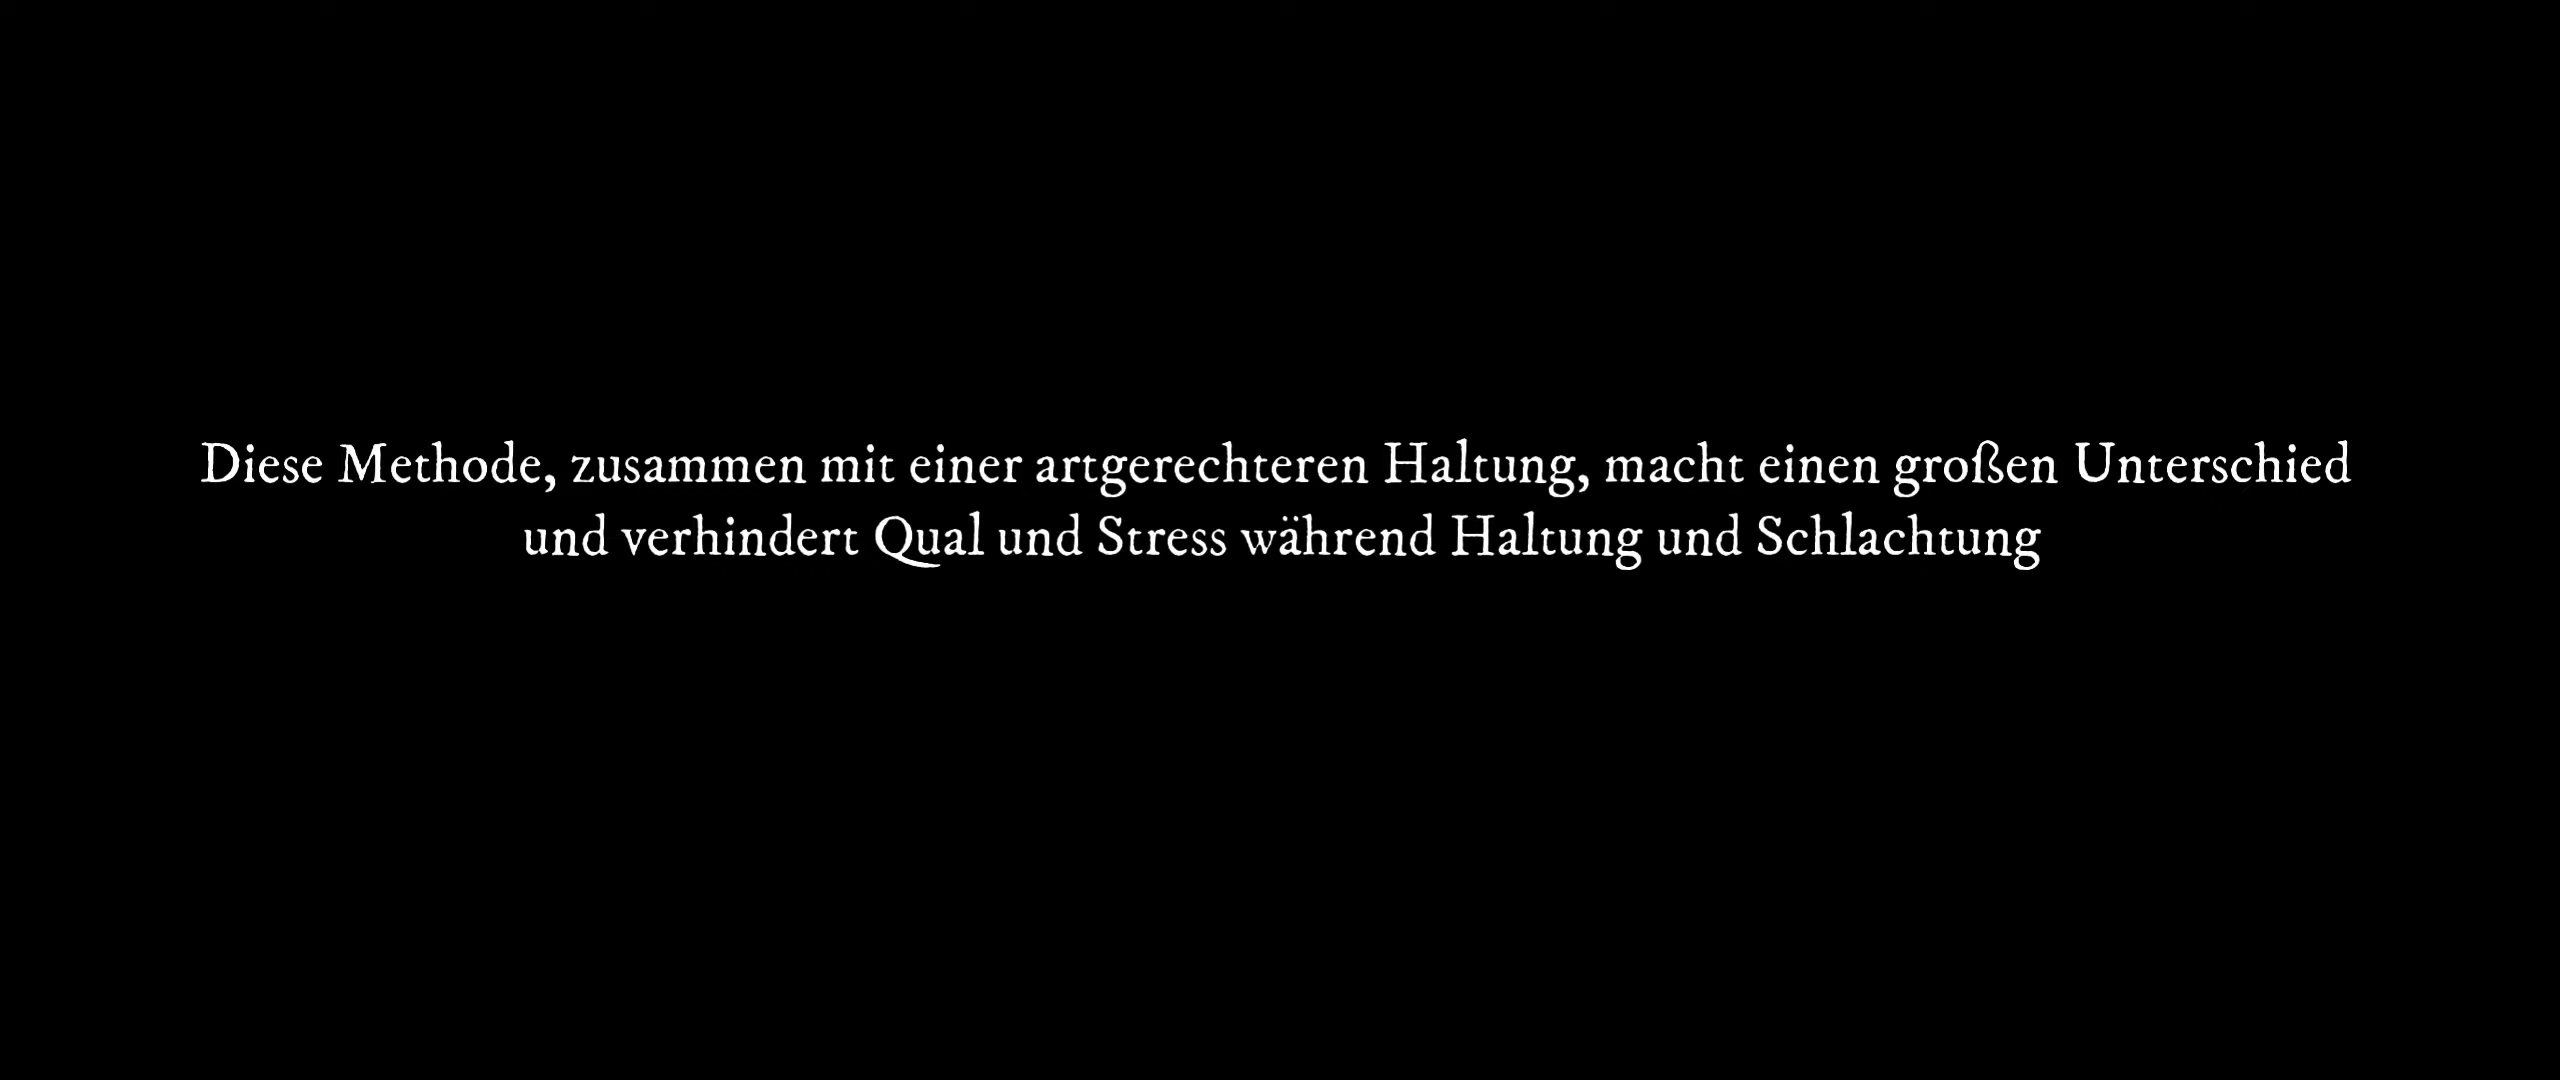 Diese Methode, zusammen mit einer artgerechteren Haltung, macht einen großen Unterschied
und verhindert Qual und Stress während Haltung und Schlachtung